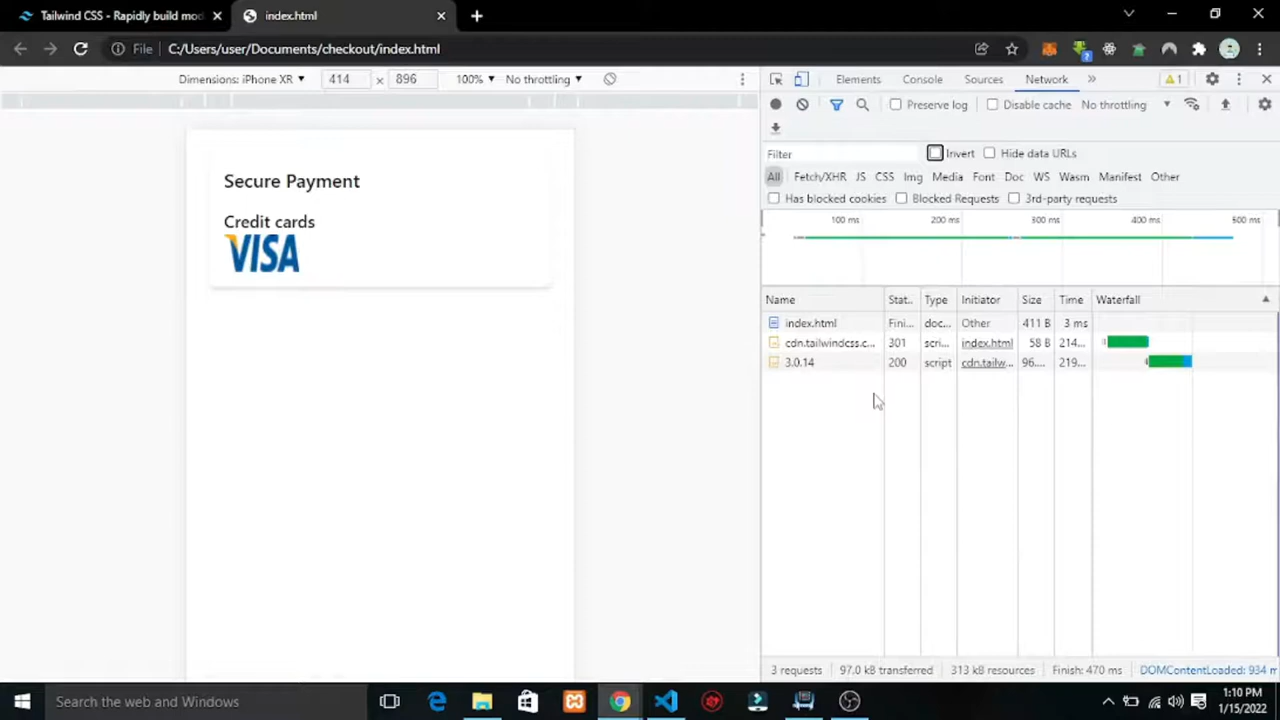 Tailwind CSS - Rapidly build mod
index.html
File C:/Users/user/Documents/checkout/index.html
Dimensions: iPhone XR 414 × 896 100% No throttling
Elements Console Sources Network » 1
Preserve log Disable cache No throttling
Filter Invert Hide data URLs
All Fetch/XHR JS CSS Img Media Font Doc WS Wasm Manifest Other
Has blocked cookies Blocked Requests 3rd-party requests
100 ms 200 ms 300 ms 400 ms 500 ms
Name Stat.. Type Initiator Size Time Waterfall
index.html Fini... doc... Other 411 B 3 ms
cdn.tailwindcss.c... 301 scri... index.html 58 B 214...
3.0.14 200 script cdn.tailw... 96.... 219...
Secure Payment
Credit cards
VISA
3 requests 97.0 kB transferred 313 kB resources Finish: 470 ms DOMContentLoaded: 934 m
Search the web and Windows
1:10 PM
1/15/2022